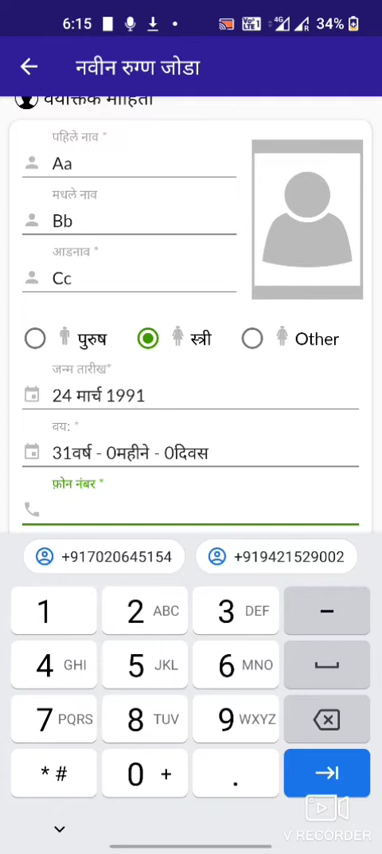 6:15 34%
नवीन रुग्ण जोडा
वैयक्तिक माहिती
पहिले नाव *
Aa
मधले नाव
Bb
आडनाव *
Cc
पुरुष स्त्री Other
जन्म तारीख*
24 मार्च 1991
वय: *
31वर्ष - 0महीने - 0दिवस
फ़ोन नंबर *
+917020645154 +919421529002
1 2 ABC 3 DEF -
4 GHI 5 JKL 6 MNO
7 PQRS 8 TUV 9 WXYZ
* # 0 + .
V RECORDER